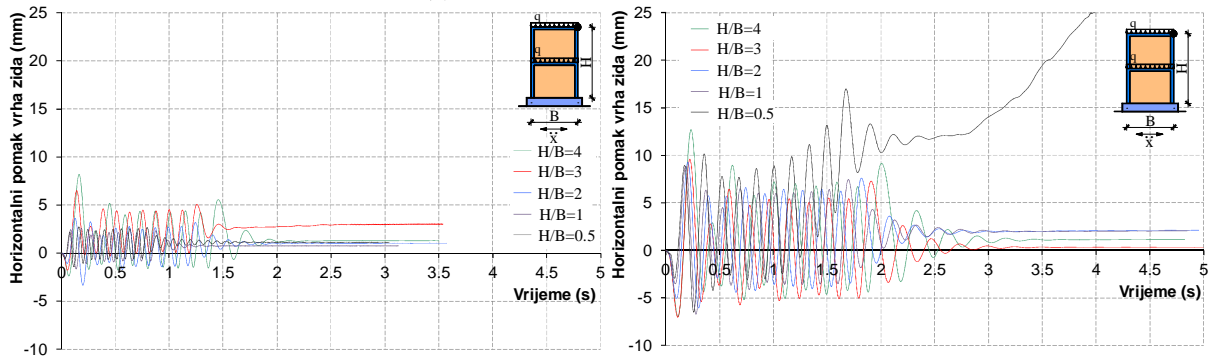 Horizontalni pomak vrha zida (mm)
25
20
15
10
5
0
-5
-10
0
0.5
1
1.5
2
2.5
3
3.5
4
4.5
5
Vrijeme (s)
q
q
H
B
ẍ
H/B=4
H/B=3
H/B=2
H/B=1
H/B=0.5
Horizontalni pomak vrha zida (mm)
25
20
15
10
5
0
-5
-10
0
0.5
1
1.5
2
2.5
3
3.5
4
4.5
5
Vrijeme (s)
H/B=4
H/B=3
H/B=2
H/B=1
H/B=0.5
q
q
H
B
ẍ